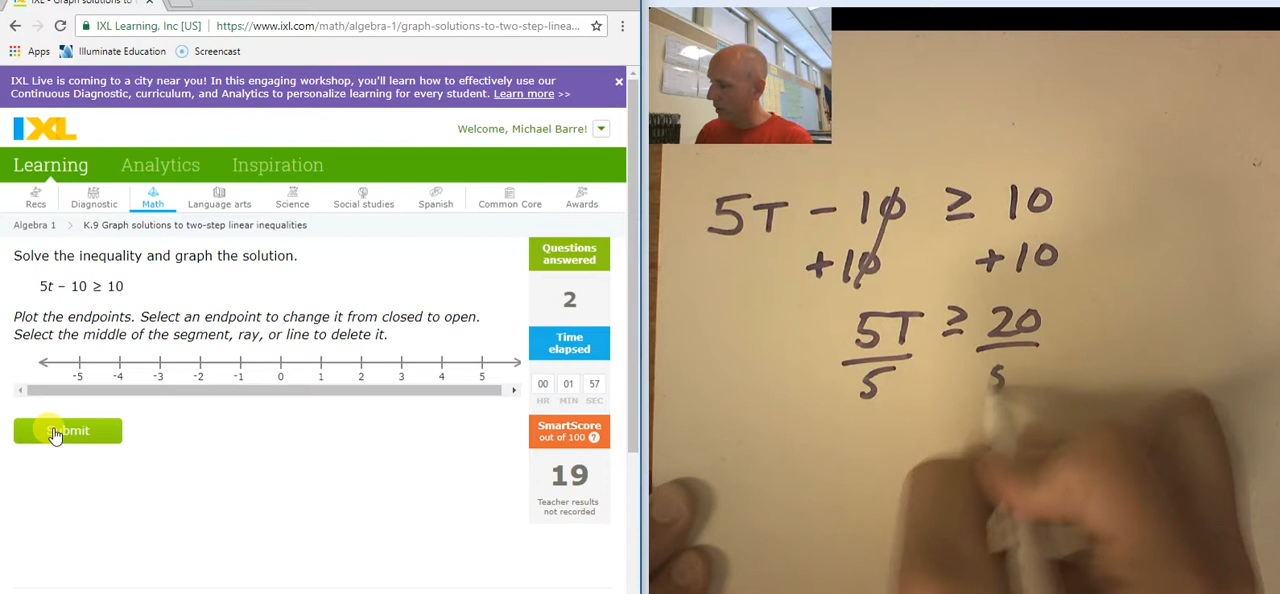 IXL Learning, Inc [US] | https://www.ixl.com/math/algebra-1/graph-solutions-to-two-step-linea...
Apps Illuminate Education Screencast
IXL Live is coming to a city near you! In this engaging workshop, you'll learn how to effectively use our
Continuous Diagnostic, curriculum, and Analytics to personalize learning for every student. Learn more >>
IXL
Welcome, Michael Barre!
Learning Analytics Inspiration
Recs Diagnostic Math Language arts Science Social studies Spanish Common Core Awards
Algebra 1 > K.9 Graph solutions to two-step linear inequalities
Solve the inequality and graph the solution.
5t − 10 ≥ 10
Plot the endpoints. Select an endpoint to change it from closed to open.
Select the middle of the segment, ray, or line to delete it.
-5 -4 -3 -2 -1 0 1 2 3 4 5
Submit
Questions
answered
2
Time
elapsed
00 01 57
HR MIN SEC
SmartScore
out of 100 ?
19
Teacher results
not recorded
5T − 10 ≥ 10
+10 +10
5T ≥ 20
5 5